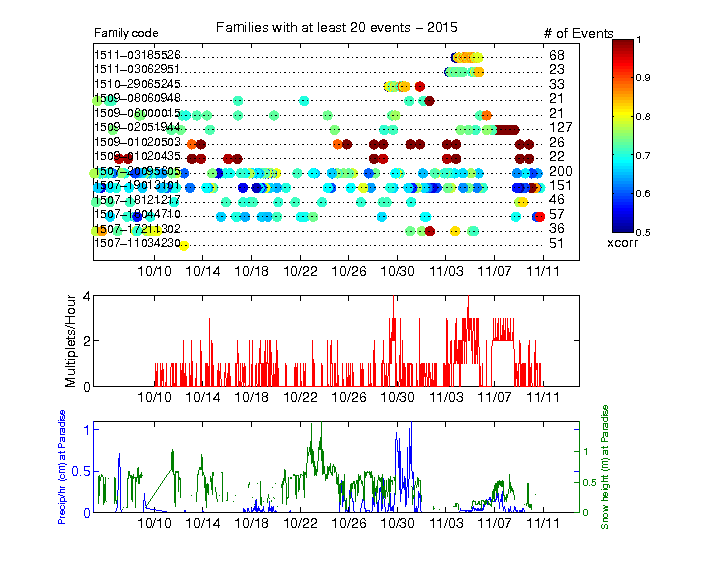 Families with at least 20 events – 2015
Family code
# of Events
1511–03185526 68
1511–03062951 23
1510–29065245 33
1509–08060948 21
1509–06100015 21
1509–02051944 127
1509–01020503 26
1509–01020435 22
1507–20095605 200
1507–19013191 151
1507–18121217 46
1507–18044710 57
1507–17211302 36
1507–11034230 51
10/10 10/14 10/18 10/22 10/26 10/30 11/03 11/07 11/11
1
0.9
0.8
0.7
0.6
0.5
xcorr
Multiplets/Hour
4
2
0
10/10 10/14 10/18 10/22 10/26 10/30 11/03 11/07 11/11
Precip/hr (cm) at Paradise
1
0.5
0
1
0.5
0
Snow height (m) at Paradise
10/10 10/14 10/18 10/22 10/26 10/30 11/03 11/07 11/11